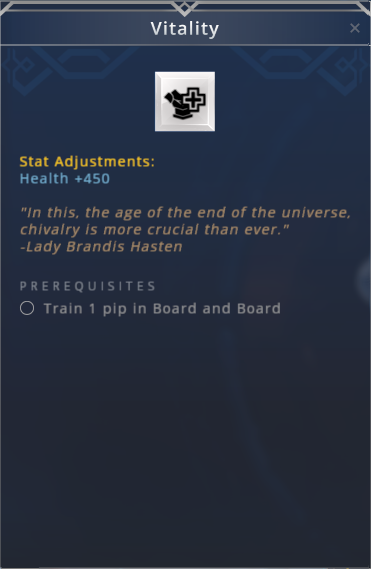 Vitality
Stat Adjustments:
Health +450
"In this, the age of the end of the universe,
chivalry is more crucial than ever."
-Lady Brandis Hasten
PREREQUISITES
Train 1 pip in Board and Board